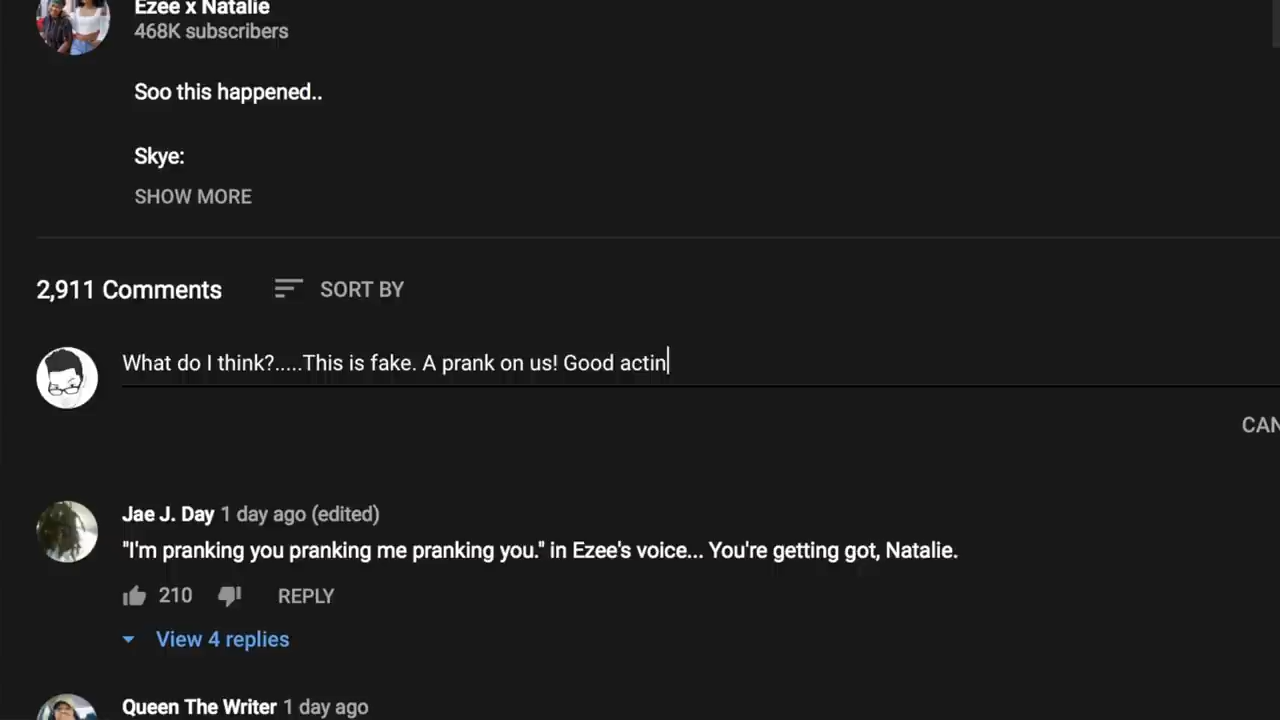 Ezee x Natalie
468K subscribers
Soo this happened..
Skye:
SHOW MORE
2,911 Comments
SORT BY
What do I think?.....This is fake. A prank on us! Good actin
CAN
Jae J. Day 1 day ago (edited)
"I'm pranking you pranking me pranking you." in Ezee's voice... You're getting got, Natalie.
210 REPLY
View 4 replies
Queen The Writer 1 day ago